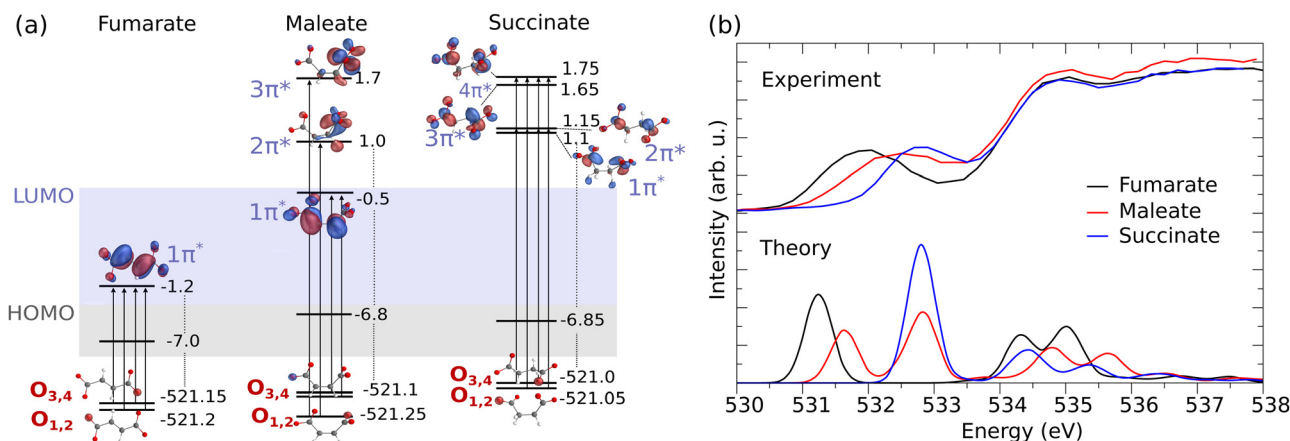 (a)
Fumarate
Maleate
Succinate
3π*
1.7
2π*
1.0
LUMO
-0.5
1π*
1π*
-1.2
HOMO
-6.8
-7.0
O3,4
-521.15
O1,2
-521.2
O3,4
-521.1
O1,2
-521.25
1.75
4π*
1.65
3π*
1.15
1.1
2π*
1π*
-6.85
O3,4
-521.0
O1,2
-521.05
(b)
Experiment
Fumarate
Maleate
Succinate
Theory
Intensity (arb. u.)
530 531 532 533 534 535 536 537 538
Energy (eV)